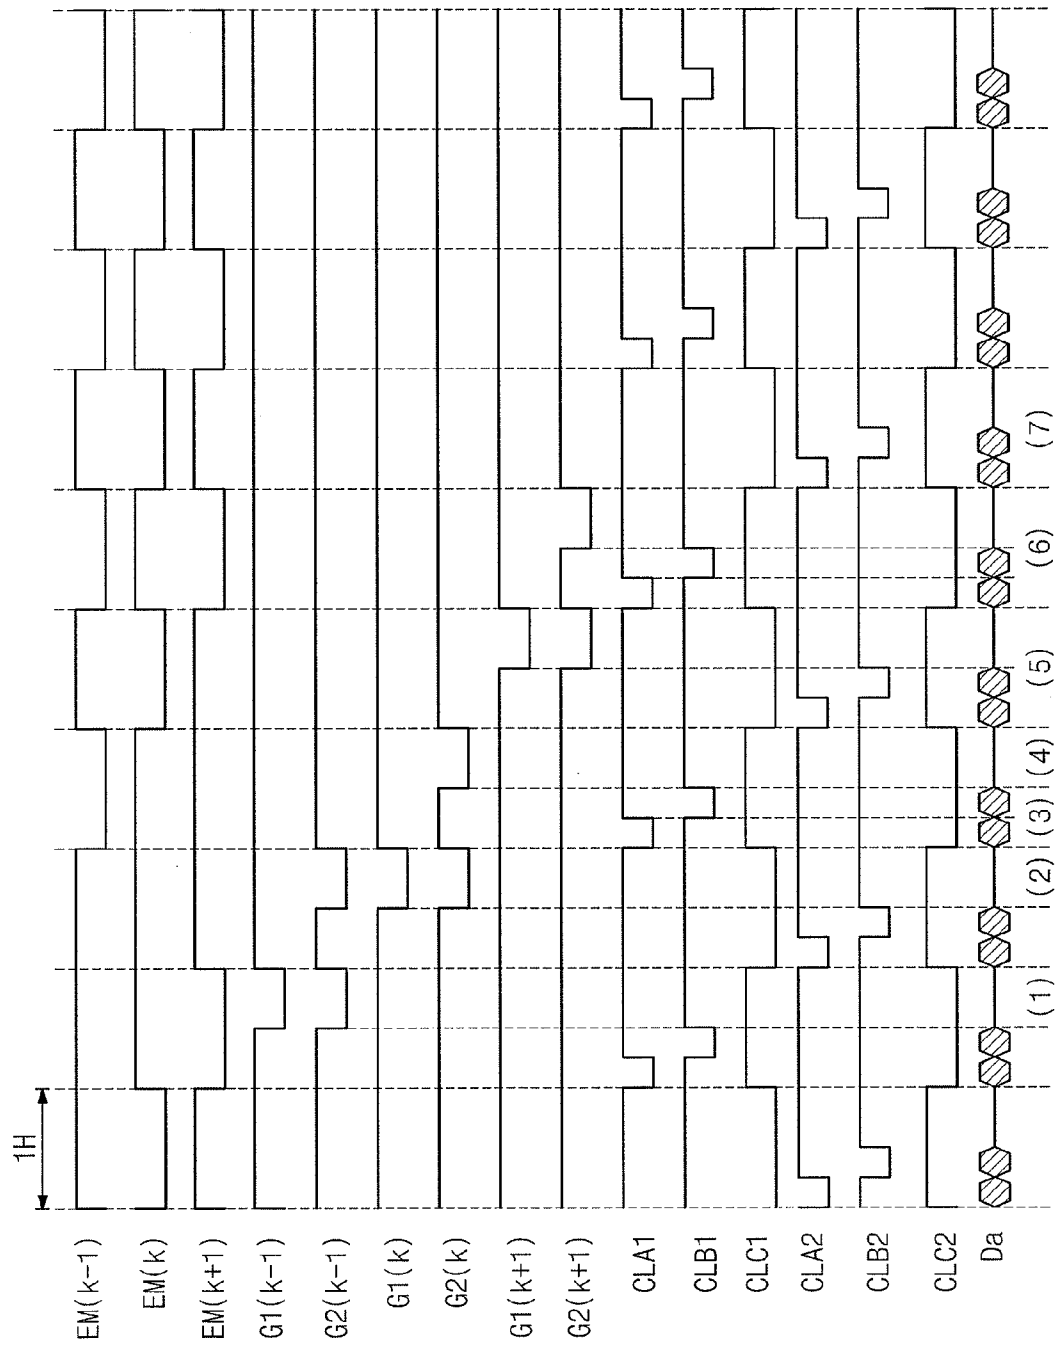 1H
EM(k-1)
EM(k)
EM(k+1)
G1(k-1)
G2(k-1)
G1(k)
G2(k)
G1(k+1)
G2(k+1)
CLA1
CLB1
CLC1
CLA2
CLB2
CLC2
Da
(1)
(2)
(3)
(4)
(5)
(6)
(7)